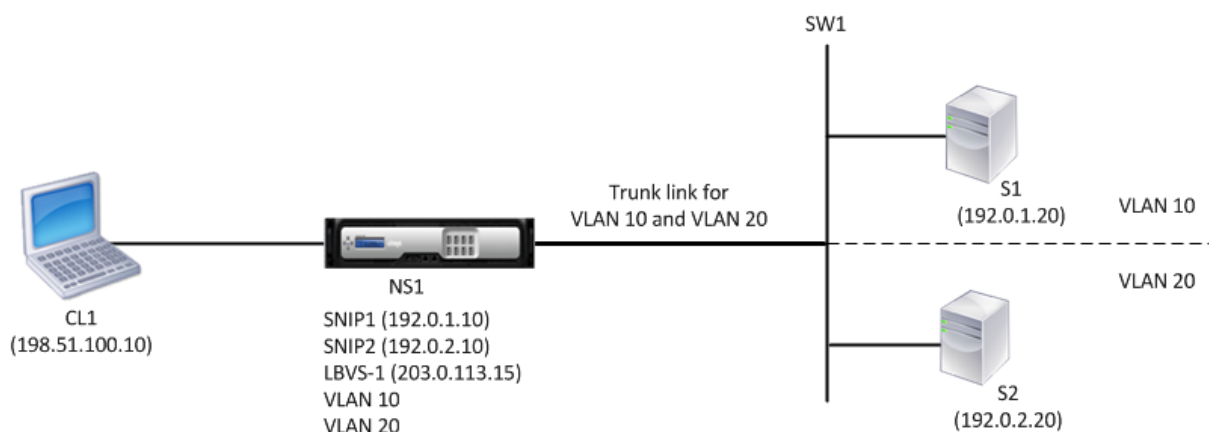 SW1
Trunk link for
VLAN 10 and VLAN 20
S1
(192.0.1.20)
VLAN 10
VLAN 20
CL1
(198.51.100.10)
NS1
SNIP1 (192.0.1.10)
SNIP2 (192.0.2.10)
LBVS-1 (203.0.113.15)
VLAN 10
VLAN 20
S2
(192.0.2.20)